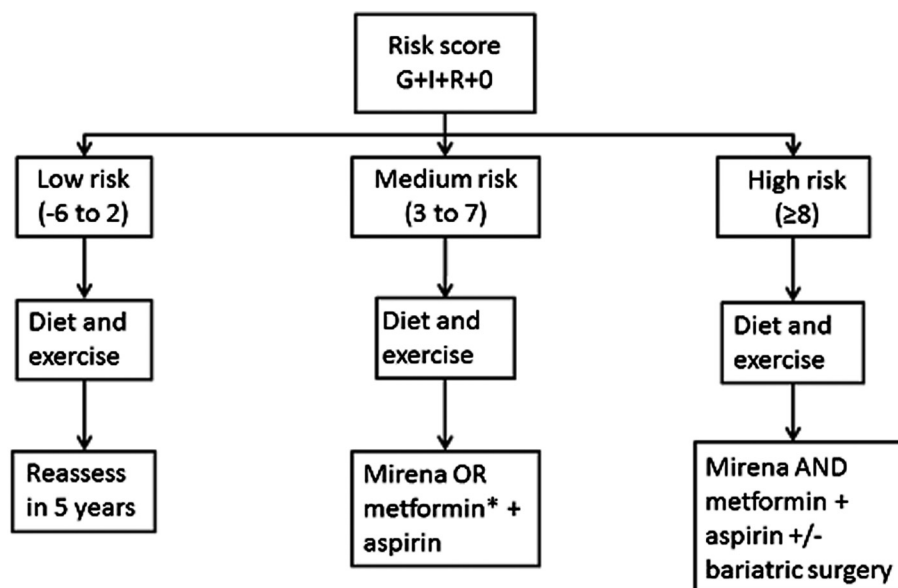 Risk score
G+I+R+0
Low risk
(-6 to 2)
Medium risk
(3 to 7)
High risk
(≥8)
Diet and
exercise
Diet and
exercise
Diet and
exercise
Reassess
in 5 years
Mirena OR
metformin* +
aspirin
Mirena AND
metformin +
aspirin +/-
bariatric surgery